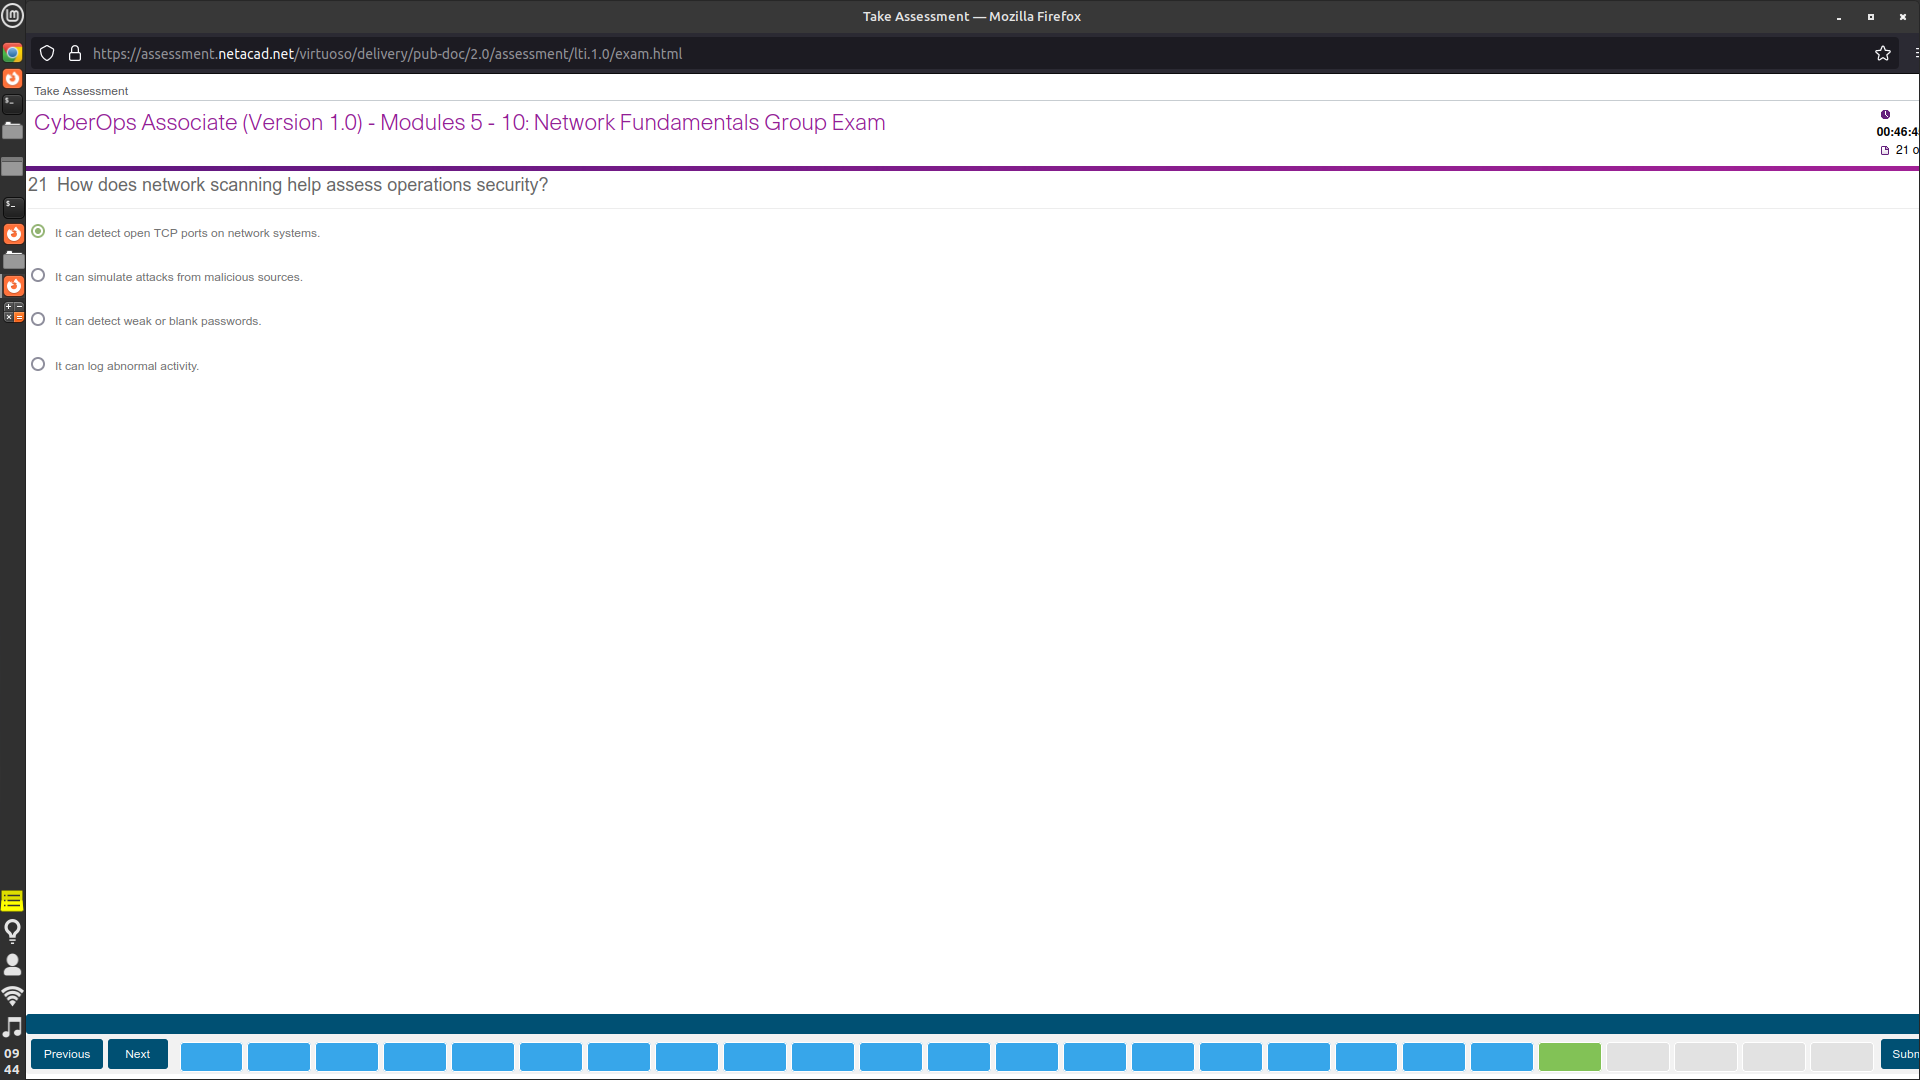 Take Assessment — Mozilla Firefox
https://assessment.netacad.net/virtuoso/delivery/pub-doc/2.0/assessment/lti.1.0/exam.html
Take Assessment
CyberOps Associate (Version 1.0) - Modules 5 - 10: Network Fundamentals Group Exam
00:46:4
21 o
21 How does network scanning help assess operations security?
It can detect open TCP ports on network systems.
It can simulate attacks from malicious sources.
It can detect weak or blank passwords.
It can log abnormal activity.
Previous
Next
Subm
09
44